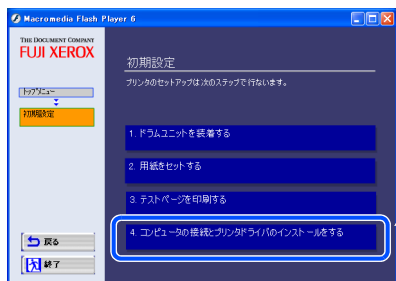 Macromedia Flash Player 6
THE DOCUMENT COMPANY
FUJI XEROX
初期設定
プリンタのセットアップは次のステップで行ないます。
トップメニュー
初期設定
1. ドラムユニットを装着する
2. 用紙をセットする
3. テストページを印刷する
4. コンピュータの接続とプリンタドライバのインストールをする
戻る
終了